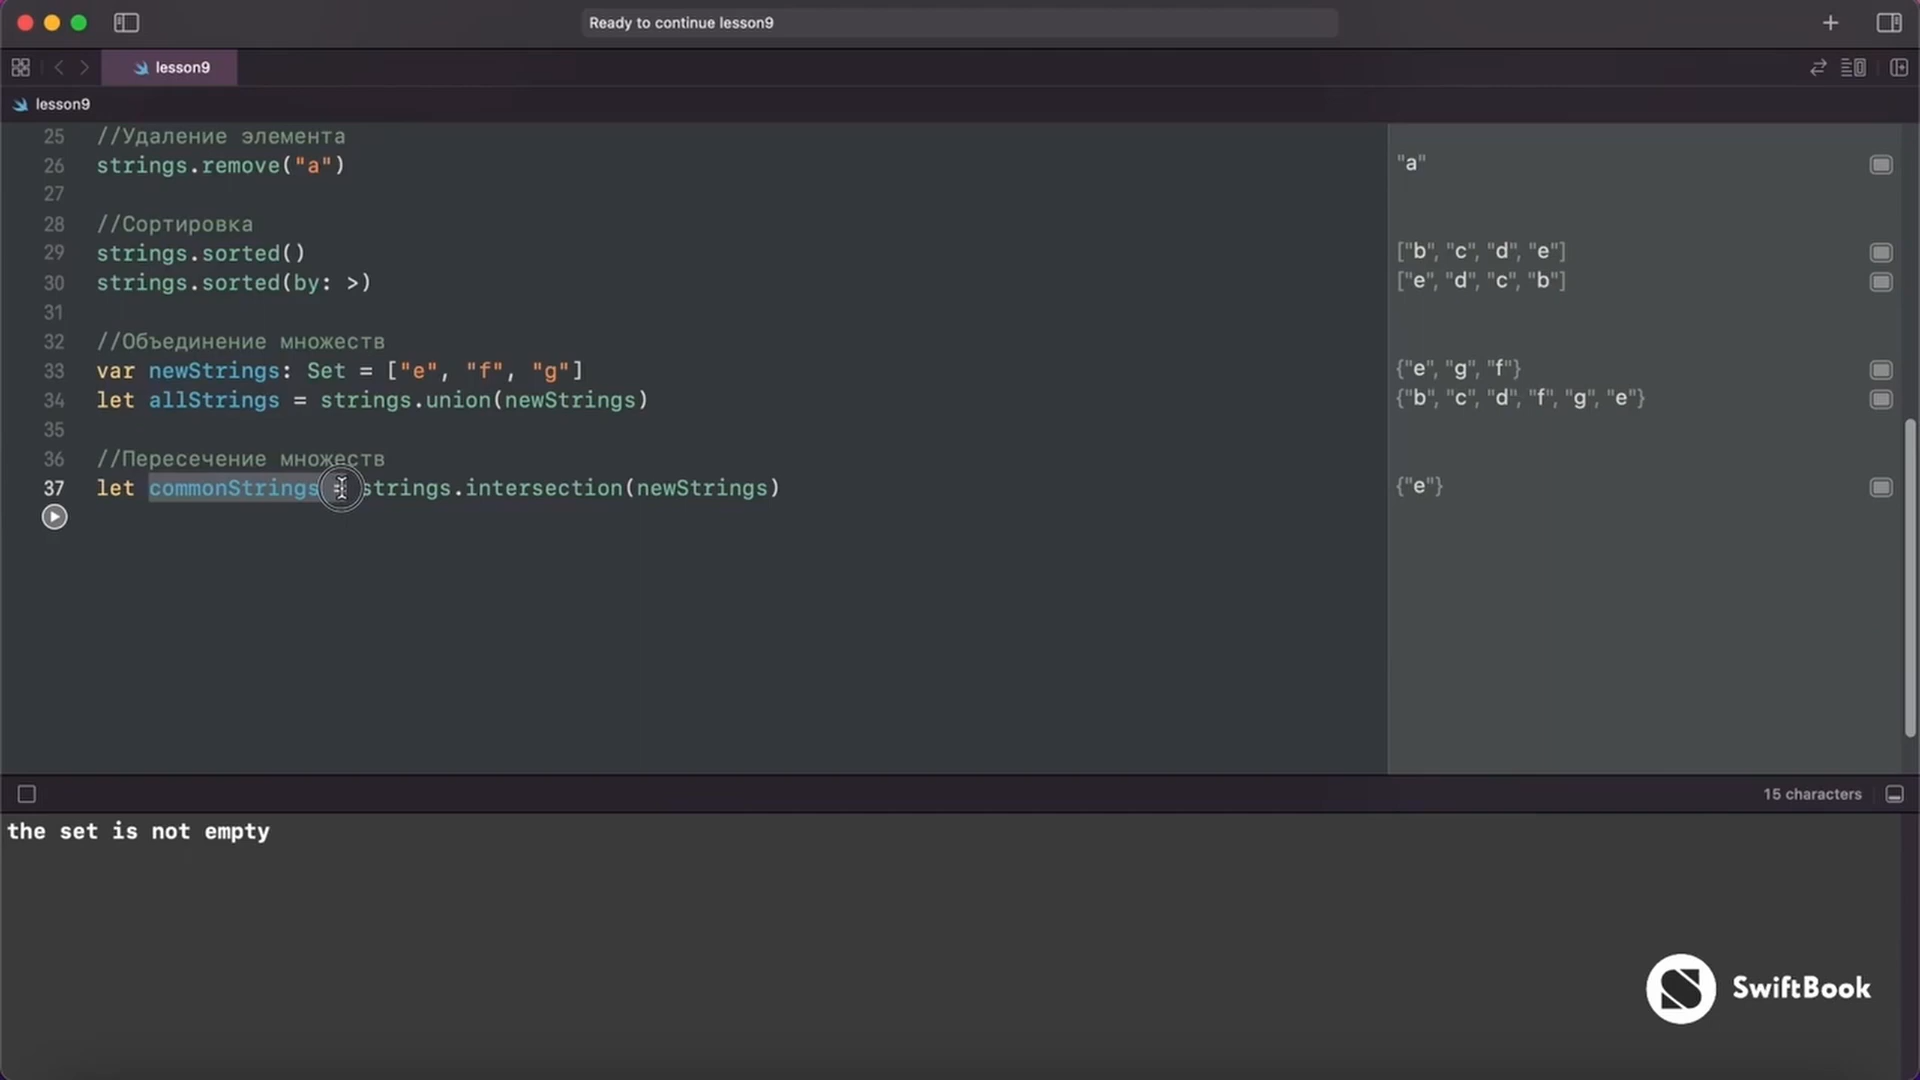 Ready to continue lesson9
lesson9
lesson9
25 //Удаление элемента
26 strings.remove("a") "a"
27
28 //Сортировка
29 strings.sorted() ["b", "c", "d", "e"]
30 strings.sorted(by: >) ["e", "d", "c", "b"]
31
32 //Объединение множеств
33 var newStrings: Set = ["e", "f", "g"] {"e", "g", "f"}
34 let allStrings = strings.union(newStrings) {"b", "c", "d", "f", "g", "e"}
35
36 //Пересечение множеств
37 let commonStrings = strings.intersection(newStrings) {"e"}
15 characters
the set is not empty
SwiftBook